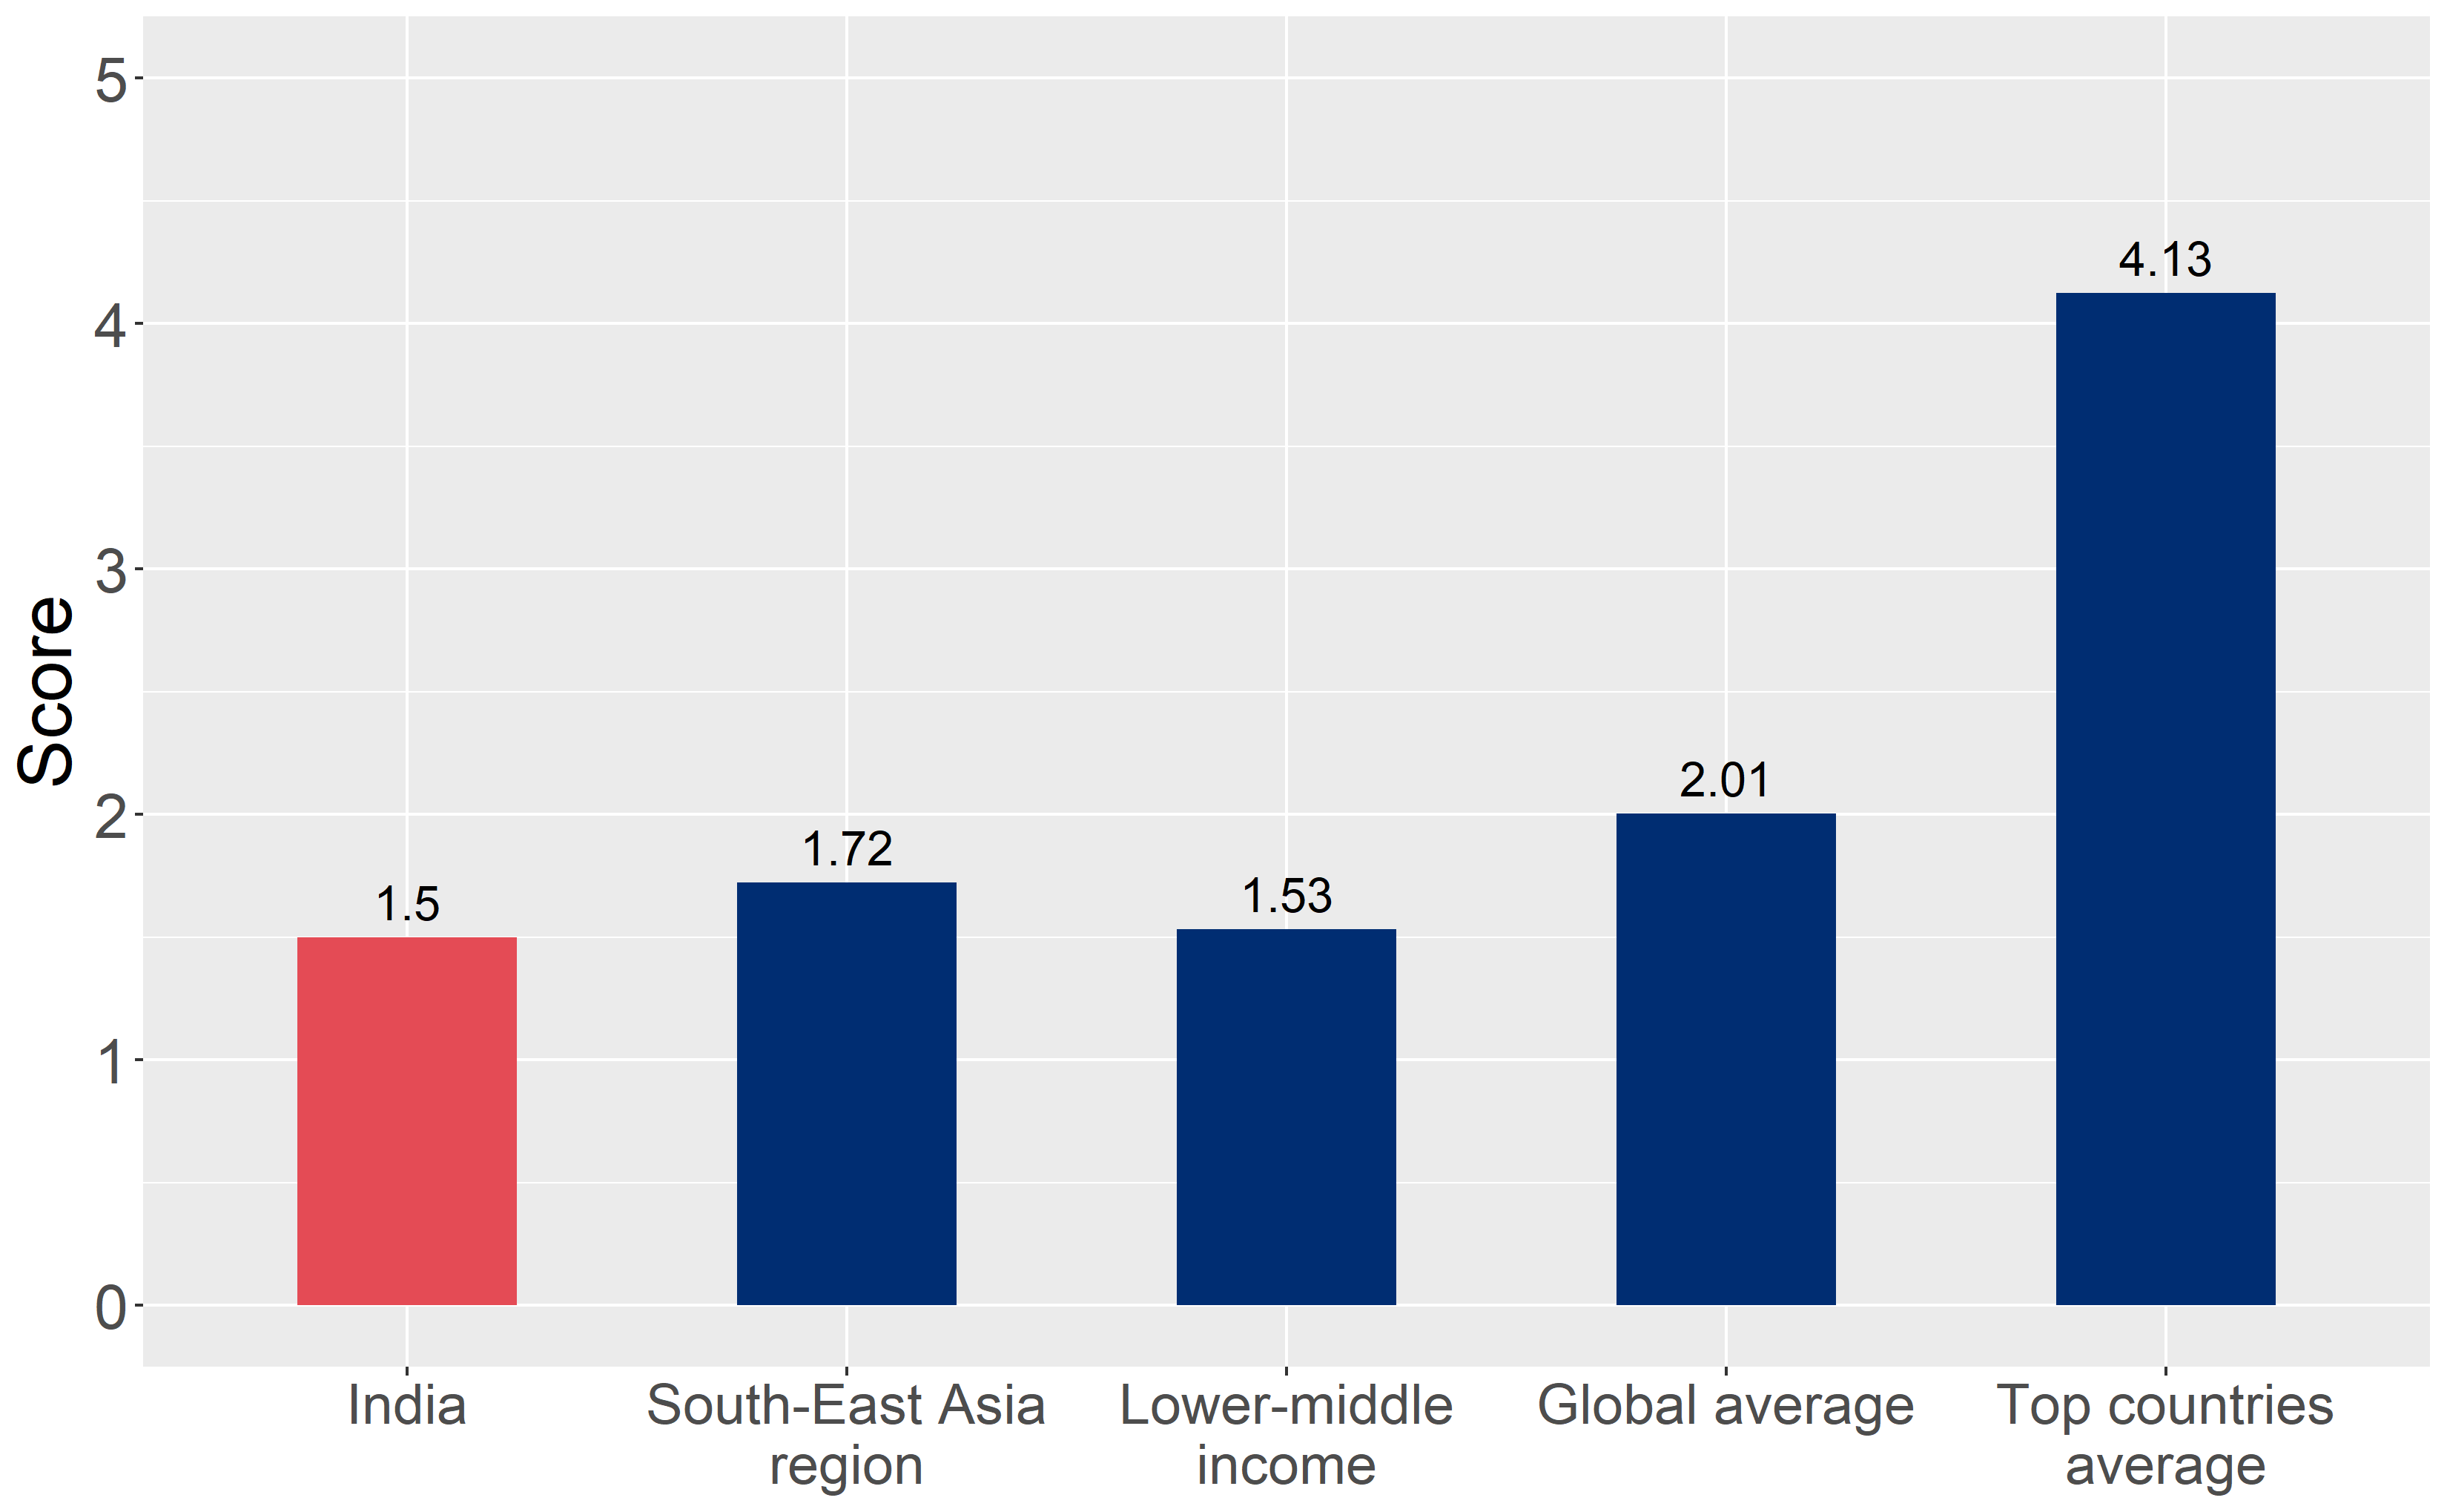 5
4
3
2
1
0
Score
1.5
1.72
1.53
2.01
4.13
India
South-East Asia
region
Lower-middle
income
Global average
Top countries
average